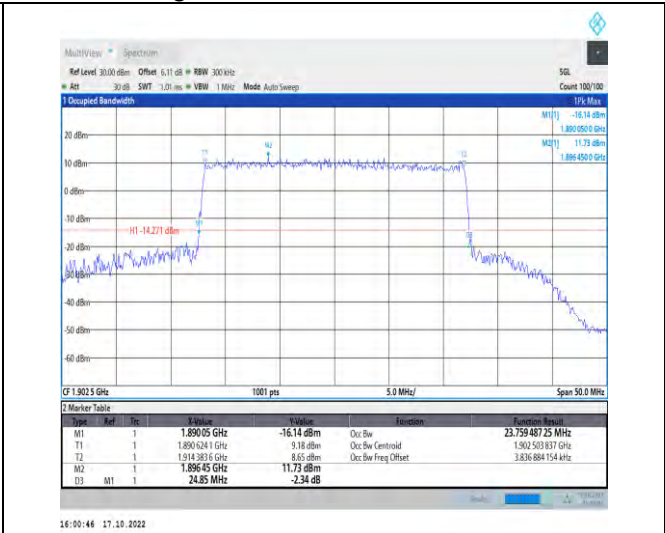 MultiView Spectrum
Ref Level 30.00 dBm Offset 6.11 dB RBW 300 kHz SGL
Att 30 dB SWT 1.01 ms VBW 1 MHz Mode Auto Sweep Count 100/100
1 Occupied Bandwidth 1Pk Max
M1[1] -16.14 dBm
1.890 050 0 GHz
M2[1] 11.73 dBm
1.896 450 0 GHz
20 dBm
M2
T1
T2
10 dBm
0 dBm
-10 dBm
H1 -14.271 dBm
M1
-20 dBm
-30 dBm
-40 dBm
-50 dBm
-60 dBm
CF 1.902 5 GHz 1001 pts 5.0 MHz/ Span 50.0 MHz
2 Marker Table
Type Ref Trc X-Value Y-Value Function Function Result
M1 1 1.890 05 GHz -16.14 dBm Occ Bw 23.759 487 25 MHz
T1 1 1.890 624 1 GHz 9.18 dBm Occ Bw Centroid 1.902 503 837 GHz
T2 1 1.914 383 6 GHz 8.65 dBm Occ Bw Freq Offset 3.836 884 154 kHz
M2 1 1.896 45 GHz 11.73 dBm
D3 M1 1 24.85 MHz -2.34 dB
16:00:46 17.10.2022